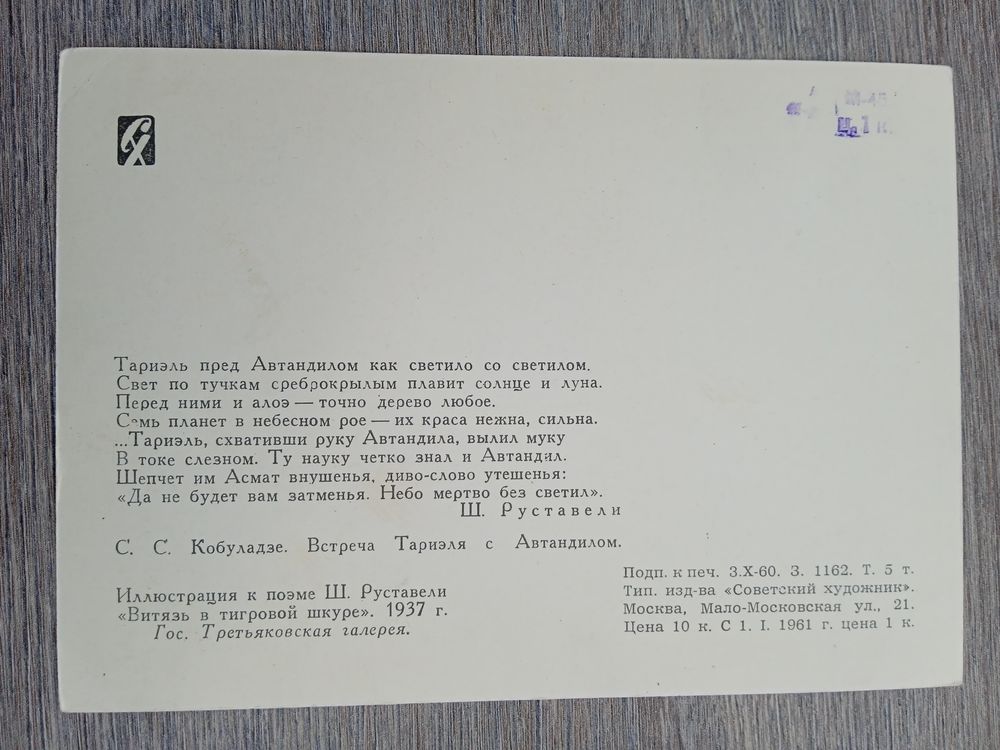 М-45
Ц. 1 к.
Тариэль пред Автандилом как светило со светилом.
Свет по тучкам среброкрылым плавит солнце и луна.
Перед ними и алоэ — точно дерево любое.
Семь планет в небесном рое — их краса нежна, сильна.
...Тариэль, схвативши руку Автандила, вылил муку
В токе слезном. Ту науку четко знал и Автандил.
Шепчет им Асмат внушенья, диво-слово утешенья:
«Да не будет вам затменья. Небо мертво без светил».
Ш. Руставели
С. С. Кобуладзе. Встреча Тариэля с Автандилом.
Иллюстрация к поэме Ш. Руставели
«Витязь в тигровой шкуре». 1937 г.
Гос. Третьяковская галерея.
Подп. к печ. 3.X-60. З. 1162. Т. 5 т.
Тип. изд-ва «Советский художник».
Москва, Мало-Московская ул., 21.
Цена 10 к. С 1. I. 1961 г. цена 1 к.